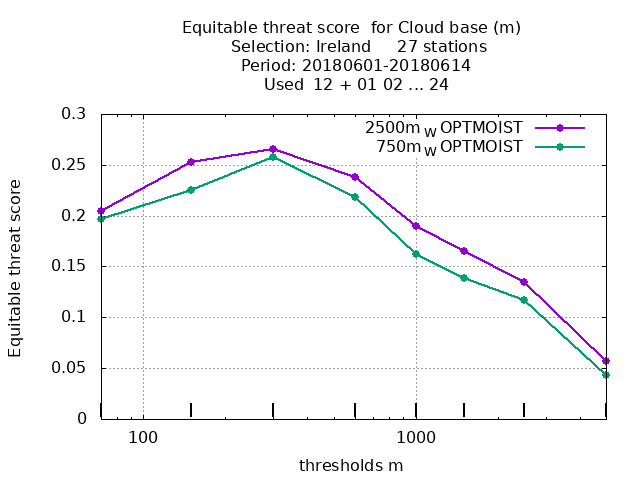 Equitable threat score for Cloud base (m)
Selection: Ireland 27 stations
Period: 20180601-20180614
Used 12 + 01 02 ... 24
2500m W OPTMOIST
750m W OPTMOIST
0.3
0.25
0.2
0.15
0.1
0.05
0
Equitable threat score
100
1000
thresholds m